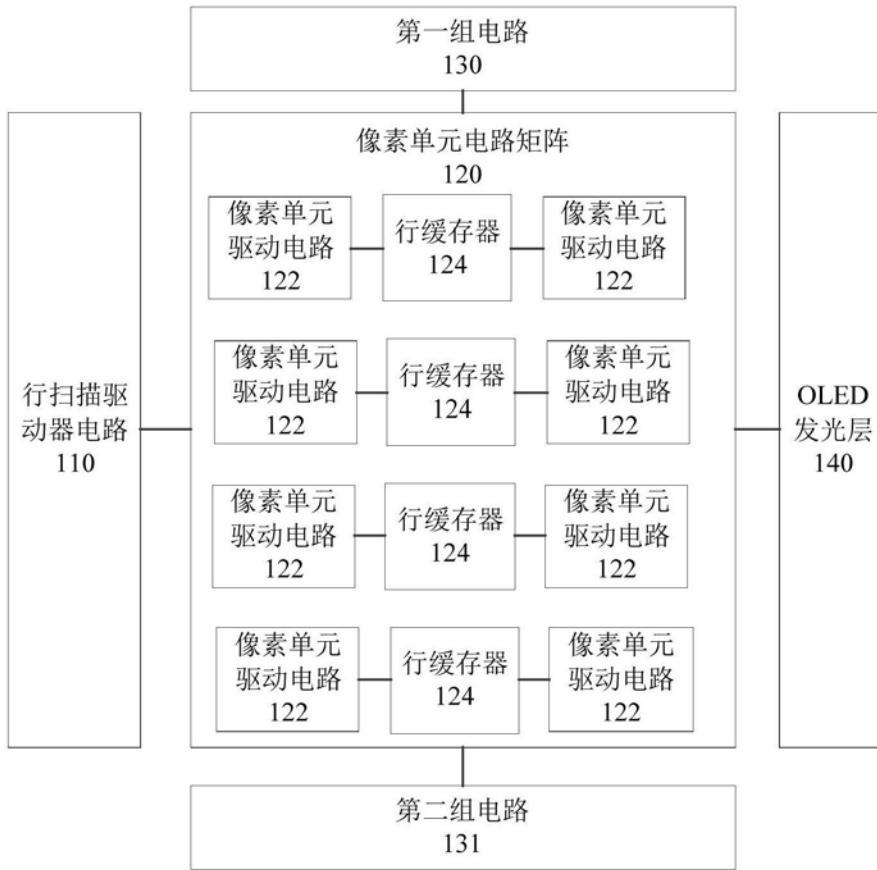 第一组电路
130
像素单元电路矩阵
120
像素单元
驱动电路
122
行缓存器
124
像素单元
驱动电路
122
像素单元
驱动电路
122
行缓存器
124
像素单元
驱动电路
122
像素单元
驱动电路
122
行缓存器
124
像素单元
驱动电路
122
像素单元
驱动电路
122
行缓存器
124
像素单元
驱动电路
122
行扫描驱
动器电路
110
OLED
发光层
140
第二组电路
131